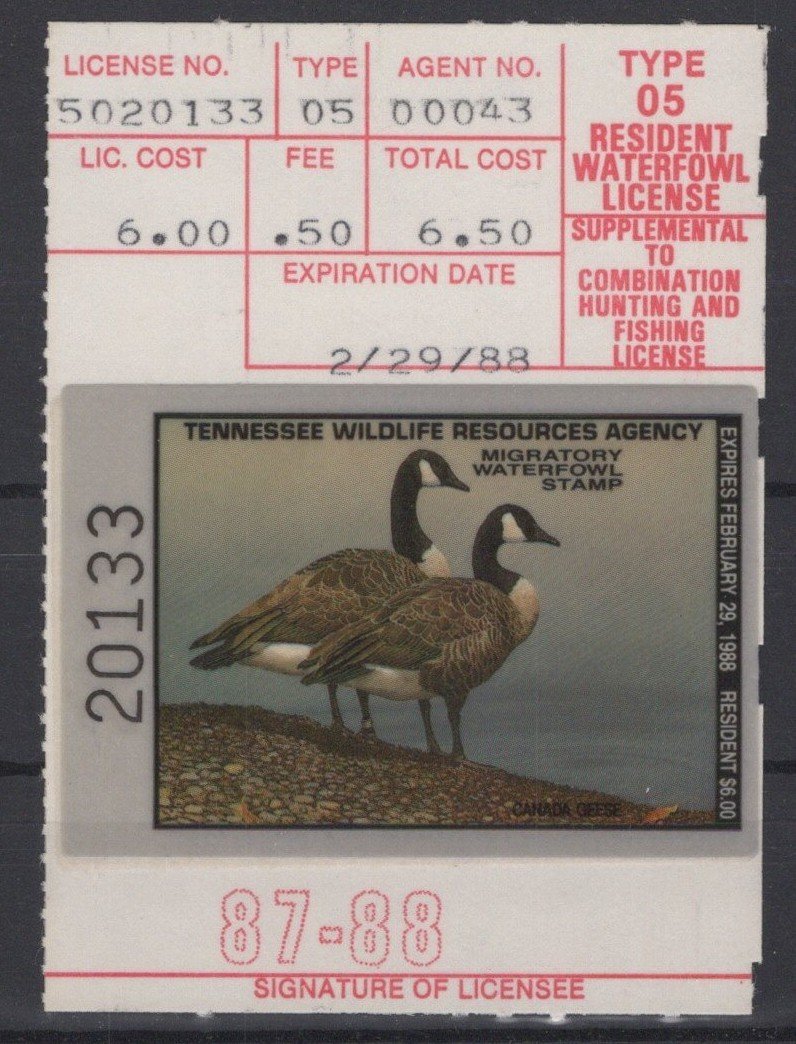 LICENSE NO. TYPE AGENT NO.
5020133 05 00043
LIC. COST FEE TOTAL COST
6.00 .50 6.50
EXPIRATION DATE
2/29/88
TYPE
05
RESIDENT
WATERFOWL
LICENSE
SUPPLEMENTAL
TO
COMBINATION
HUNTING AND
FISHING
LICENSE
20133
TENNESSEE WILDLIFE RESOURCES AGENCY
MIGRATORY
WATERFOWL
STAMP
EXPIRES FEBRUARY 29, 1988 RESIDENT $6.00
CANADA GEESE
87-88
SIGNATURE OF LICENSEE